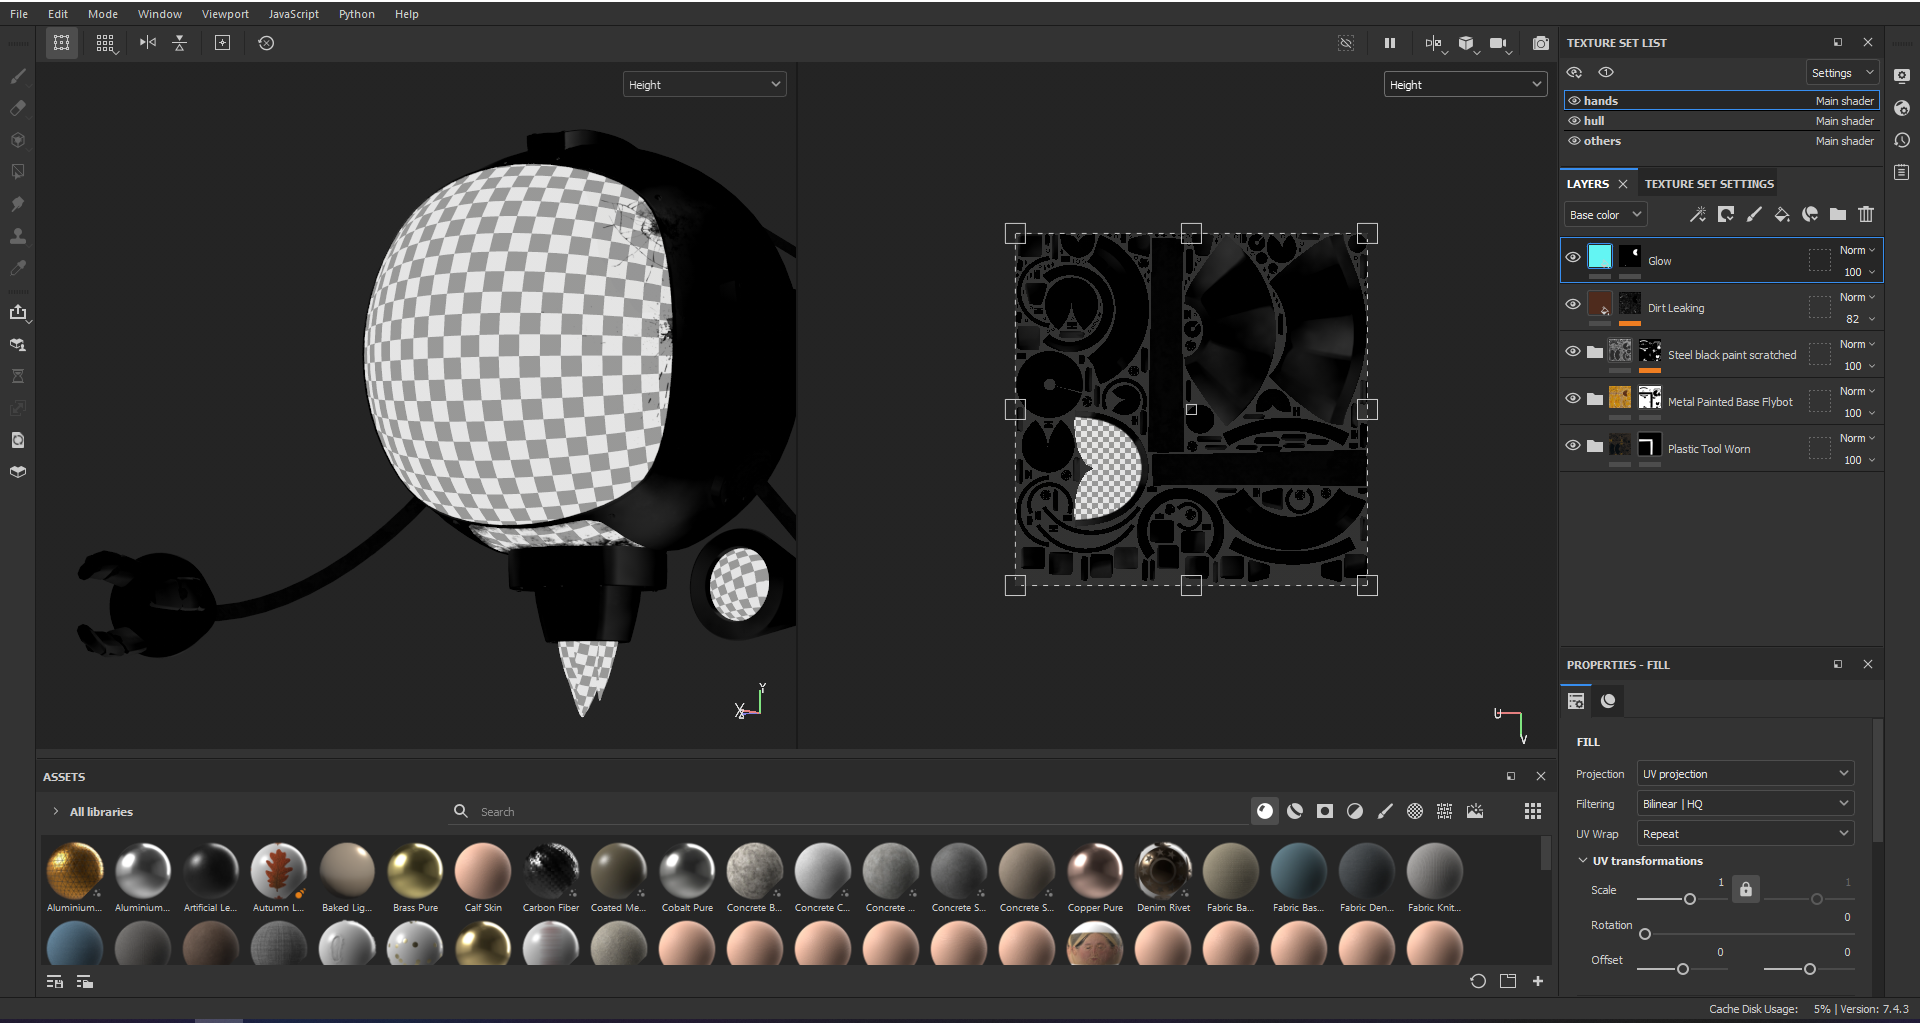 File Edit Mode Window Viewport JavaScript Python Help
Height
Height
TEXTURE SET LIST
Settings
hands Main shader
hull Main shader
others Main shader
LAYERS TEXTURE SET SETTINGS
Base color
Glow Norm 100
Dirt Leaking Norm 82
Steel black paint scratched Norm 100
Metal Painted Base Flybot Norm 100
Plastic Tool Worn Norm 100
Y
X
U
V
PROPERTIES - FILL
FILL
Projection UV projection
Filtering Bilinear | HQ
UV Wrap Repeat
UV transformations
Scale 1 1
Rotation 0
Offset 0 0
ASSETS
All libraries Search
Aluminium... Aluminium... Artificial Le... Autumn L... Baked Lig... Brass Pure Calf Skin Carbon Fiber Coated Me... Cobalt Pure Concrete B... Concrete C... Concrete ... Concrete S... Concrete S... Copper Pure Denim Rivet Fabric Ba... Fabric Bas... Fabric Den... Fabric Knit...
Cache Disk Usage: 5% | Version: 7.4.3